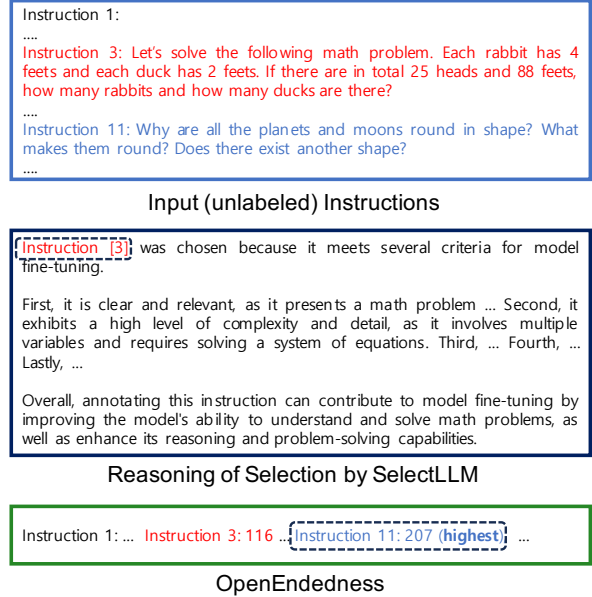 Instruction 1:
....
Instruction 3: Let's solve the following math problem. Each rabbit has 4
feets and each duck has 2 feets. If there are in total 25 heads and 88 feets,
how many rabbits and how many ducks are there?
....
Instruction 11: Why are all the planets and moons round in shape? What
makes them round? Does there exist another shape?
....
Input (unlabeled) Instructions
Instruction [3] was chosen because it meets several criteria for model
fine-tuning.
First, it is clear and relevant, as it presents a math problem ... Second, it
exhibits a high level of complexity and detail, as it involves multiple
variables and requires solving a system of equations. Third, ... Fourth, ...
Lastly, ...
Overall, annotating this instruction can contribute to model fine-tuning by
improving the model's ability to understand and solve math problems, as
well as enhance its reasoning and problem-solving capabilities.
Reasoning of Selection by SelectLLM
Instruction 1: ... Instruction 3: 116 ... Instruction 11: 207 (highest) ...
OpenEndedness